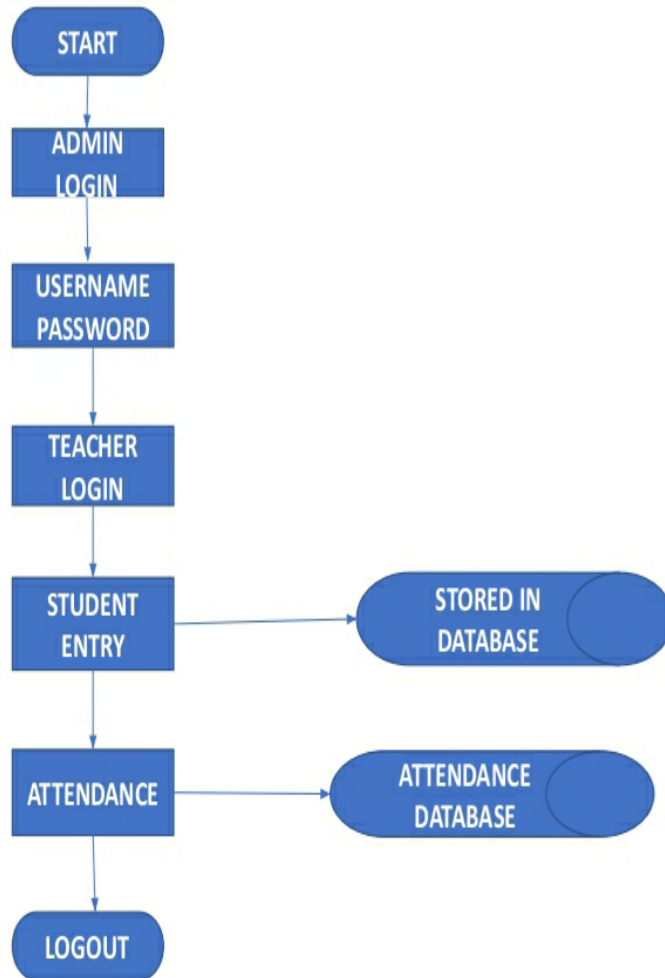 START
ADMIN
LOGIN
USERNAME
PASSWORD
TEACHER
LOGIN
STUDENT
ENTRY
STORED IN
DATABASE
ATTENDANCE
ATTENDANCE
DATABASE
LOGOUT